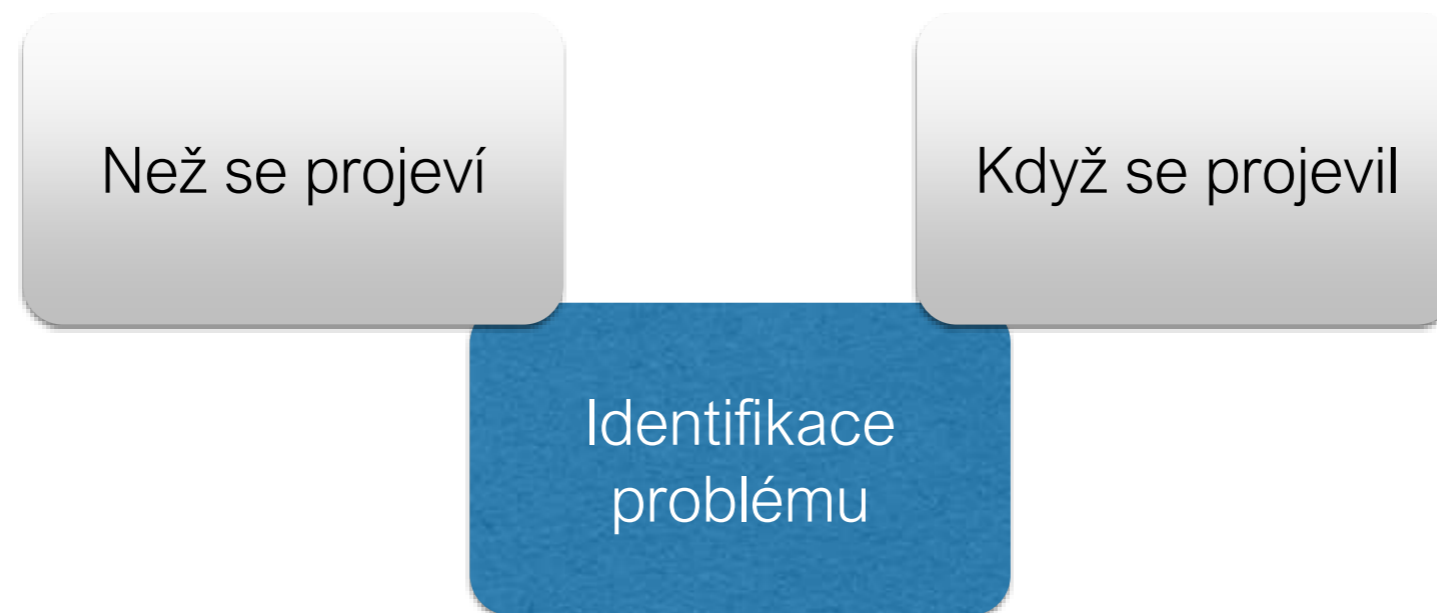 Než se projeví
Když se projevil
Identifikace
problému